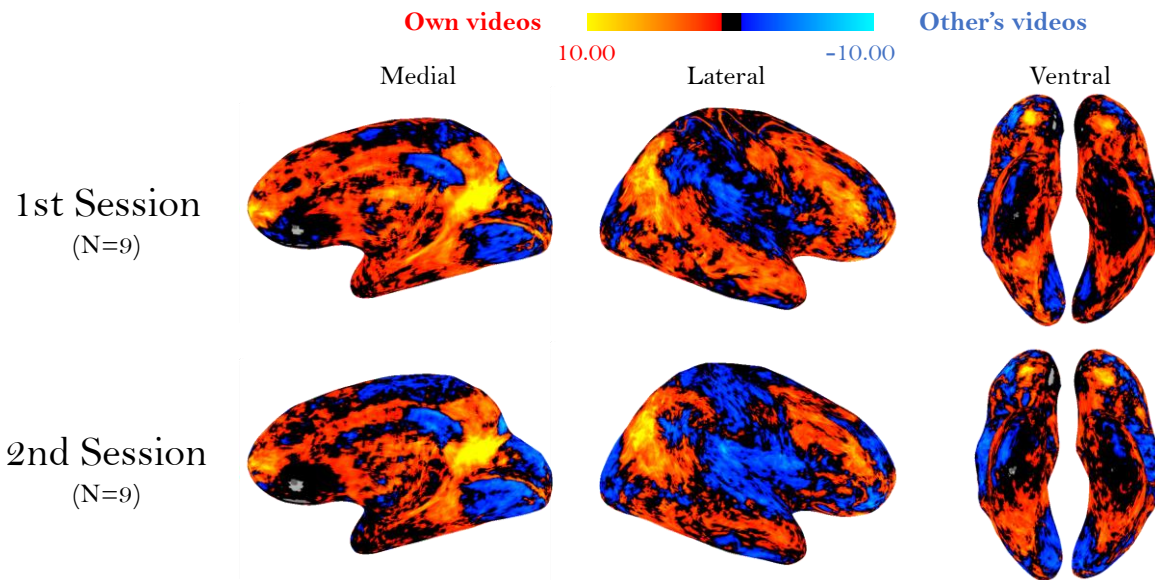 Own videos
Other's videos
10.00
-10.00
Medial
Lateral
Ventral
1st Session
(N=9)
2nd Session
(N=9)